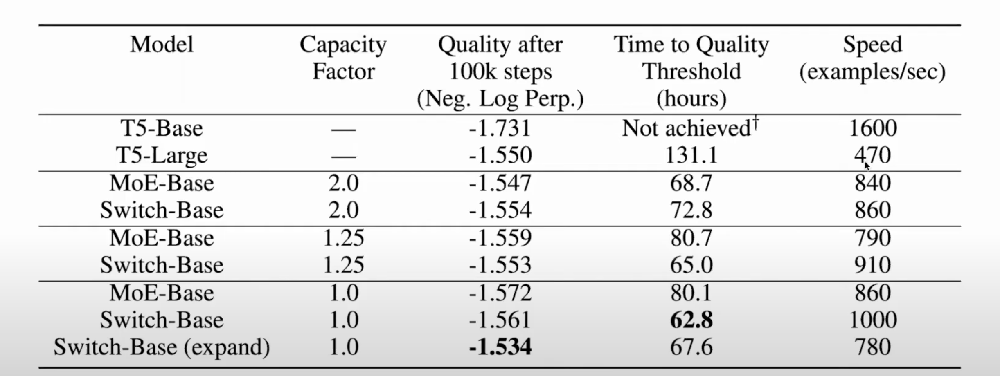 Model Capacity Quality after Time to Quality Speed
Factor 100k steps Threshold (examples/sec)
(Neg. Log Perp.) (hours)
T5-Base — -1.731 Not achieved† 1600
T5-Large — -1.550 131.1 470
MoE-Base 2.0 -1.547 68.7 840
Switch-Base 2.0 -1.554 72.8 860
MoE-Base 1.25 -1.559 80.7 790
Switch-Base 1.25 -1.553 65.0 910
MoE-Base 1.0 -1.572 80.1 860
Switch-Base 1.0 -1.561 62.8 1000
Switch-Base (expand) 1.0 -1.534 67.6 780